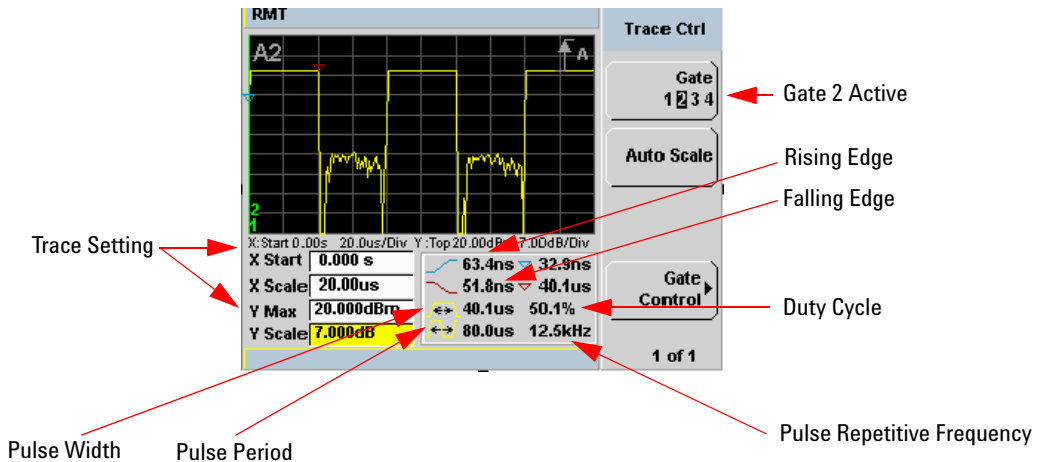 RMT
Trace Ctrl
A2
A
Gate
1 2 3 4
Gate 2 Active
Auto Scale
Rising Edge
Falling Edge
2
1
X:Start 0.00s 20.0us/Div Y:Top 20.00dB 7.00dB/Div
Trace Setting
X Start 0.000 s
63.4ns 32.9ns
X Scale 20.00us
51.8ns 40.1us
Gate
Control
Y Max 20.000dBm
40.1us 50.1%
Duty Cycle
Y Scale 7.000dB
80.0us 12.5kHz
1 of 1
Pulse Width
Pulse Period
Pulse Repetitive Frequency